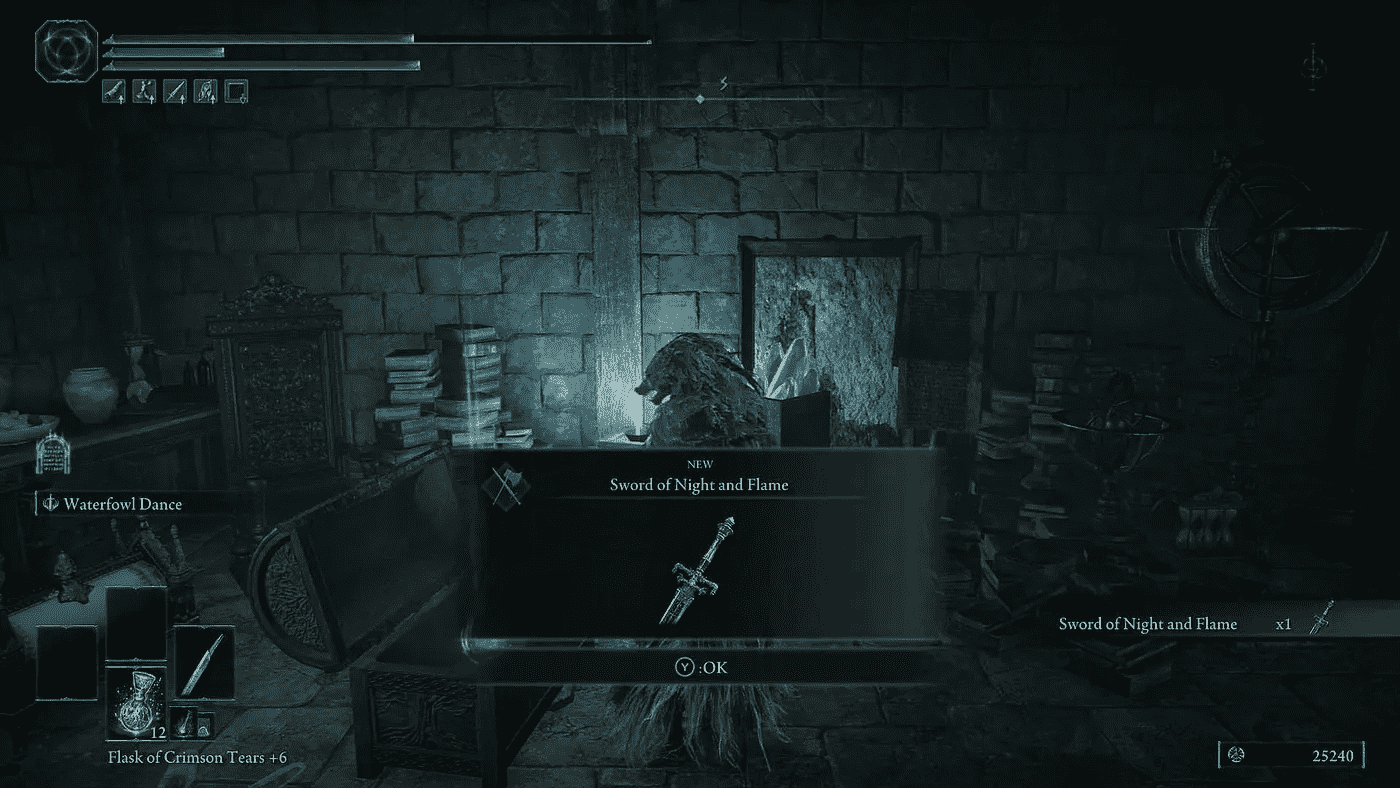 S
NEW
Sword of Night and Flame
Waterfowl Dance
Sword of Night and Flame x1
Y :OK
12
Flask of Crimson Tears +6
25240